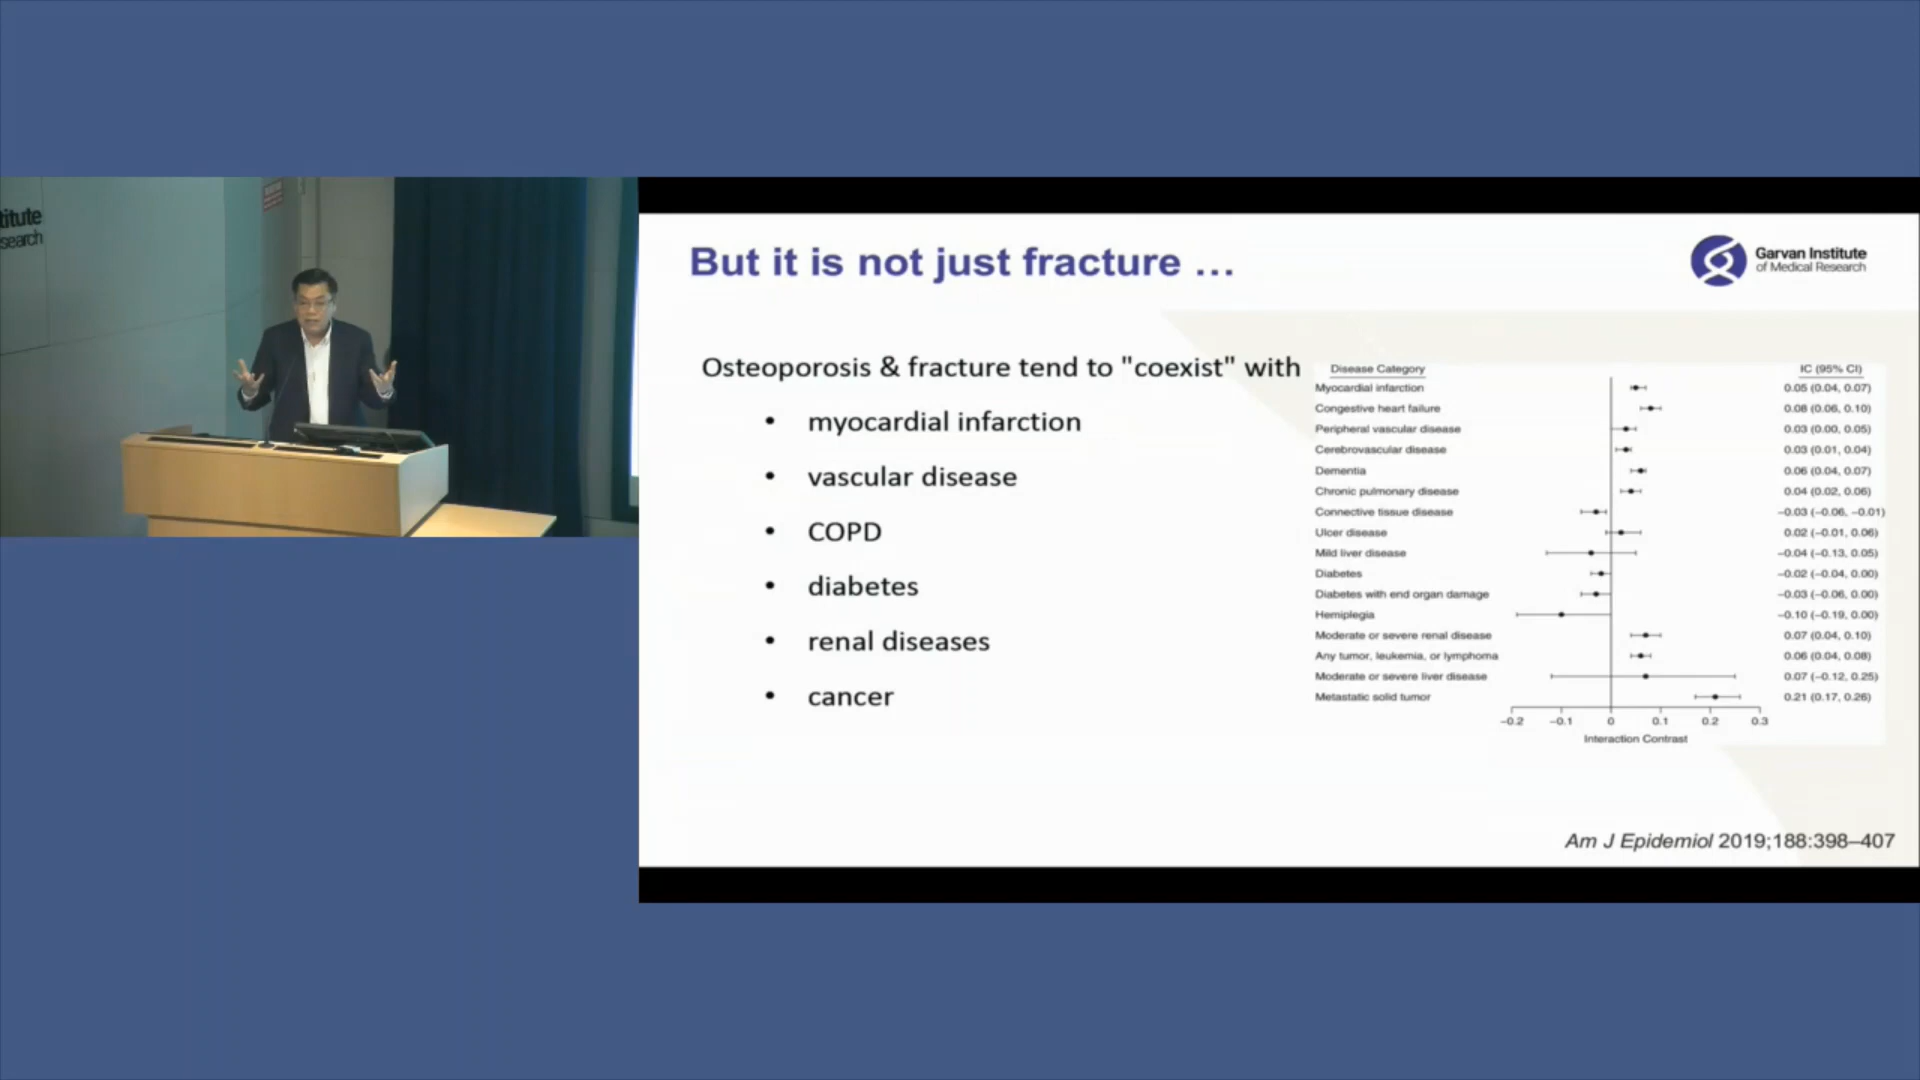 titute
search
But it is not just fracture ...
Garvan Institute
of Medical Research
Osteoporosis & fracture tend to "coexist" with
• myocardial infarction
• vascular disease
• COPD
• diabetes
• renal diseases
• cancer
Disease Category IC (95% CI)
Myocardial infarction 0.05 (0.04, 0.07)
Congestive heart failure 0.08 (0.06, 0.10)
Peripheral vascular disease 0.03 (0.00, 0.05)
Cerebrovascular disease 0.03 (0.01, 0.04)
Dementia 0.06 (0.04, 0.07)
Chronic pulmonary disease 0.04 (0.02, 0.06)
Connective tissue disease −0.03 (−0.06, −0.01)
Ulcer disease 0.02 (−0.01, 0.06)
Mild liver disease −0.04 (−0.13, 0.05)
Diabetes −0.02 (−0.04, 0.00)
Diabetes with end organ damage −0.03 (−0.06, 0.00)
Hemiplegia −0.10 (−0.19, 0.00)
Moderate or severe renal disease 0.07 (0.04, 0.10)
Any tumor, leukemia, or lymphoma 0.06 (0.04, 0.08)
Moderate or severe liver disease 0.07 (−0.12, 0.25)
Metastatic solid tumor 0.21 (0.17, 0.26)
−0.2 −0.1 0 0.1 0.2 0.3
Interaction Contrast
Am J Epidemiol 2019;188:398–407